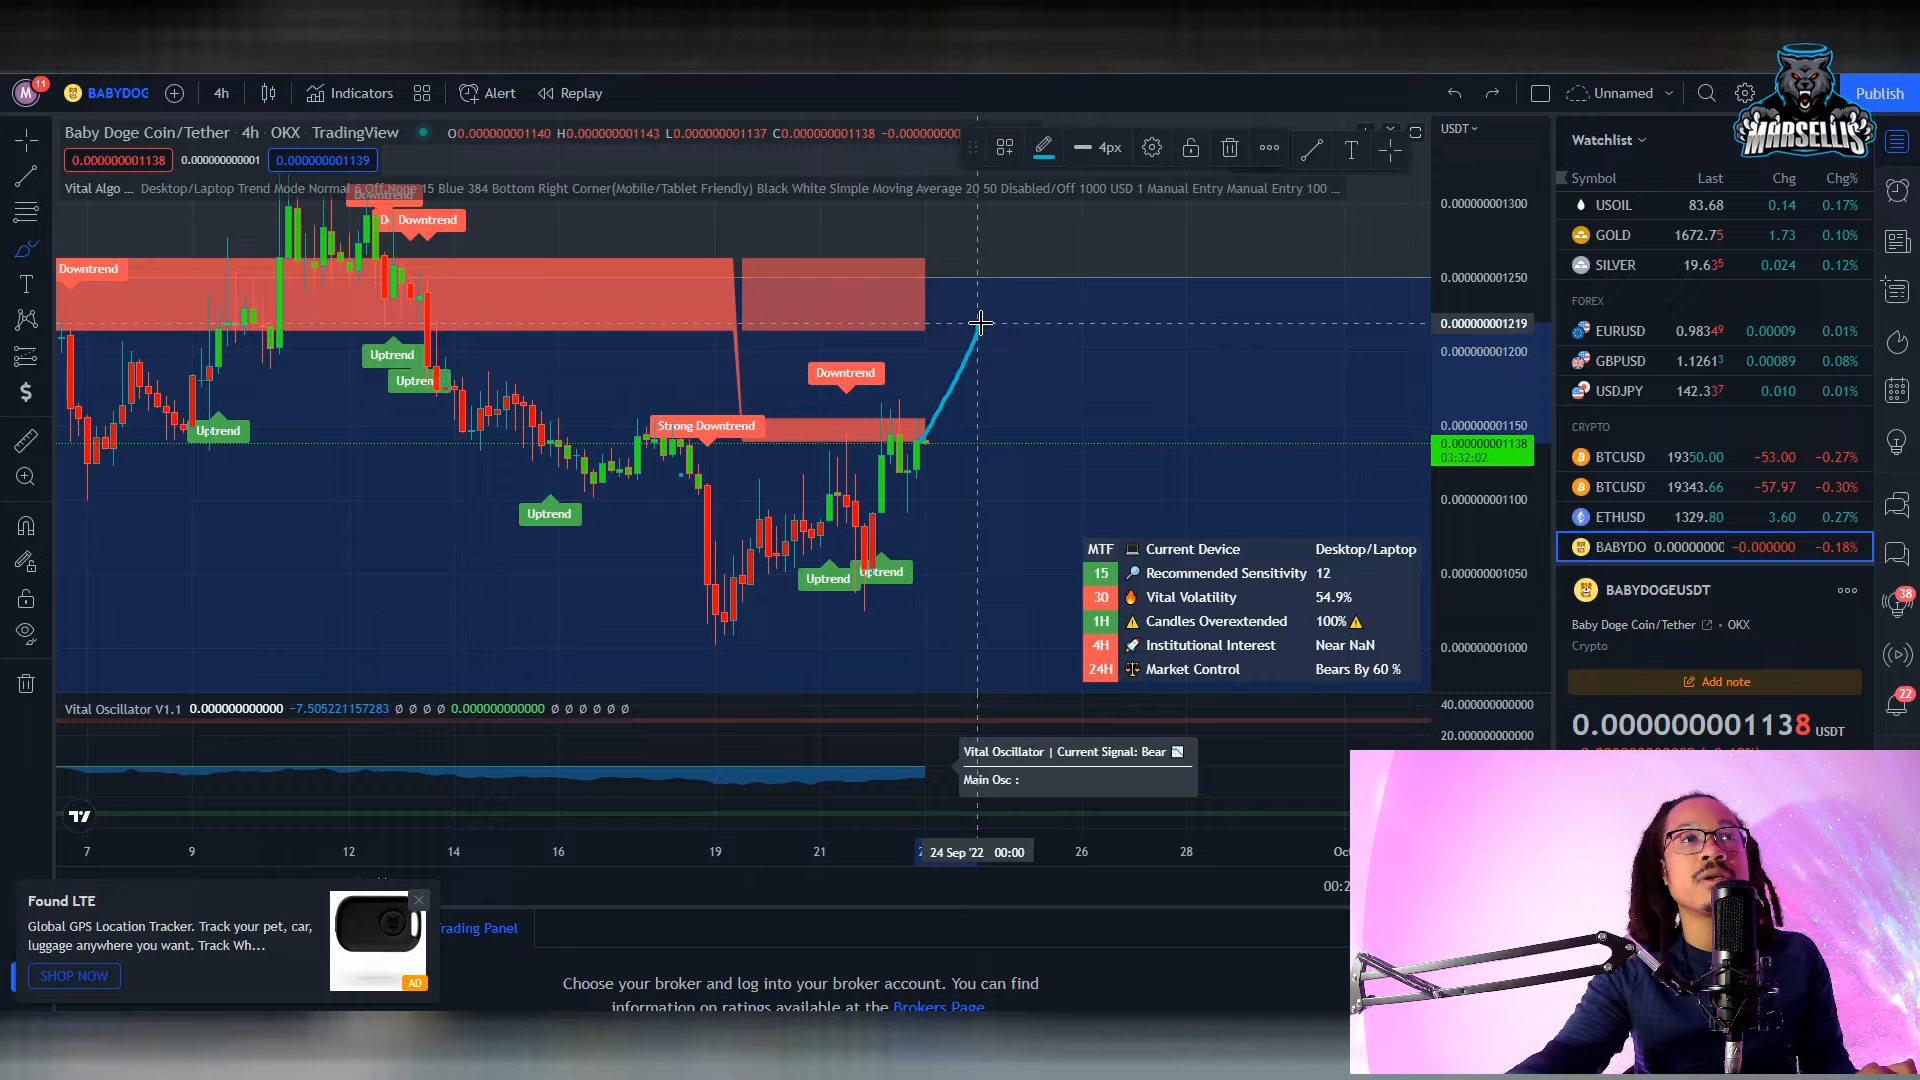 M 11 BABYDOG 4h Indicators Alert Replay Unnamed Publish
MARSELLIS
Baby Doge Coin/Tether · 4h · OKX · TradingView O0.000000001140 H0.000000001143 L0.000000001137 C0.000000001138 −0.000000000
0.000000001138 0.000000000001 0.000000001139
4px
T
Vital Algo ... Desktop/Laptop Trend Mode Normal 6 Off None 15 Blue 384 Bottom Right Corner(Mobile/Tablet Friendly) Black White Simple Moving Average 20 50 Disabled/Off 1000 USD 1 Manual Entry Manual Entry 100 ...
Downtrend
Downtrend
Downtrend
Uptrend
Uptrend
Uptren
Downtrend
Strong Downtrend
Uptrend
Uptrend
Uptrend
USDT
0.000000001300
0.000000001250
0.000000001219
0.000000001200
0.000000001150
0.000000001138
03:32:02
0.000000001100
0.000000001050
0.000000001000
MTF Current Device Desktop/Laptop
15 Recommended Sensitivity 12
30 Vital Volatility 54.9%
1H Candles Overextended 100%
4H Institutional Interest Near NaN
24H Market Control Bears By 60 %
Vital Oscillator V1.1 0.000000000000 −7.505221157283 ∅ ∅ ∅ ∅ 0.000000000000 ∅ ∅ ∅ ∅ ∅ ∅
40.000000000000
20.000000000000
Vital Oscillator | Current Signal: Bear
Main Osc :
7 9 12 14 16 19 21 24 Sep '22 00:00 26 28 Oct
00:2
Watchlist
Symbol Last Chg Chg%
USOIL 83.68 0.14 0.17%
GOLD 1672.75 1.73 0.10%
SILVER 19.635 0.024 0.12%
FOREX
EURUSD 0.98349 0.00009 0.01%
GBPUSD 1.12613 0.00089 0.08%
USDJPY 142.337 0.010 0.01%
CRYPTO
BTCUSD 19350.00 −53.00 −0.27%
BTCUSD 19343.66 −57.97 −0.30%
ETHUSD 1329.80 3.60 0.27%
BABYDO 0.00000000 −0.000000 −0.18%
BABYDOGEUSDT
Baby Doge Coin/Tether · OKX
Crypto
Add note
0.000000001138 USDT
38
22
Found LTE
Global GPS Location Tracker. Track your pet, car,
luggage anywhere you want. Track Wh...
SHOP NOW
AD
rading Panel
Choose your broker and log into your broker account. You can find
information on ratings available at the Brokers Page